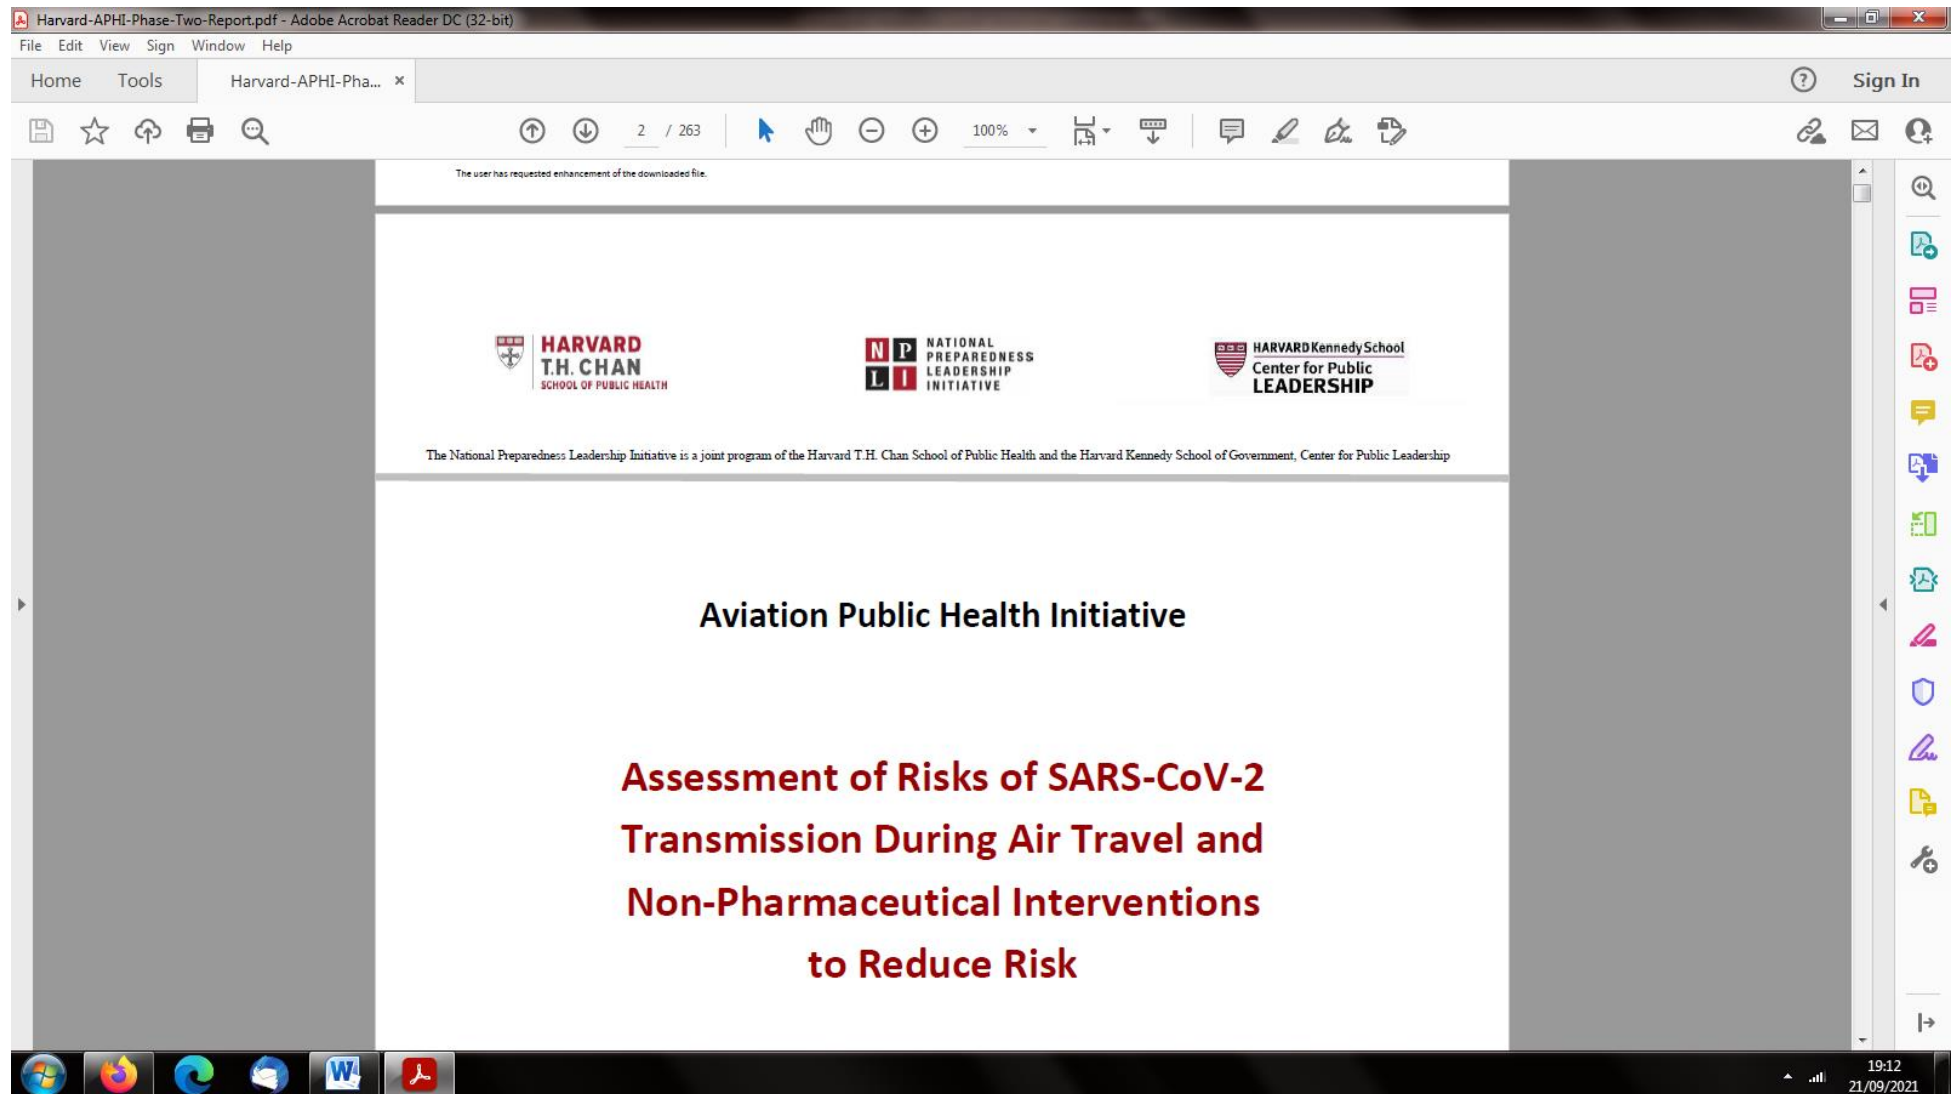 Harvard-APHI-Phase-Two-Report.pdf - Adobe Acrobat Reader DC (32-bit)
File Edit View Sign Window Help
Home Tools Harvard-APHI-Pha... × Sign In
2 / 263 100%
The user has requested enhancement of the downloaded file.
HARVARD
T.H. CHAN
SCHOOL OF PUBLIC HEALTH
N P
L I
NATIONAL
PREPAREDNESS
LEADERSHIP
INITIATIVE
HARVARD Kennedy School
Center for Public
LEADERSHIP
The National Preparedness Leadership Initiative is a joint program of the Harvard T.H. Chan School of Public Health and the Harvard Kennedy School of Government, Center for Public Leadership
Aviation Public Health Initiative
Assessment of Risks of SARS-CoV-2
Transmission During Air Travel and
Non-Pharmaceutical Interventions
to Reduce Risk
19:12
21/09/2021